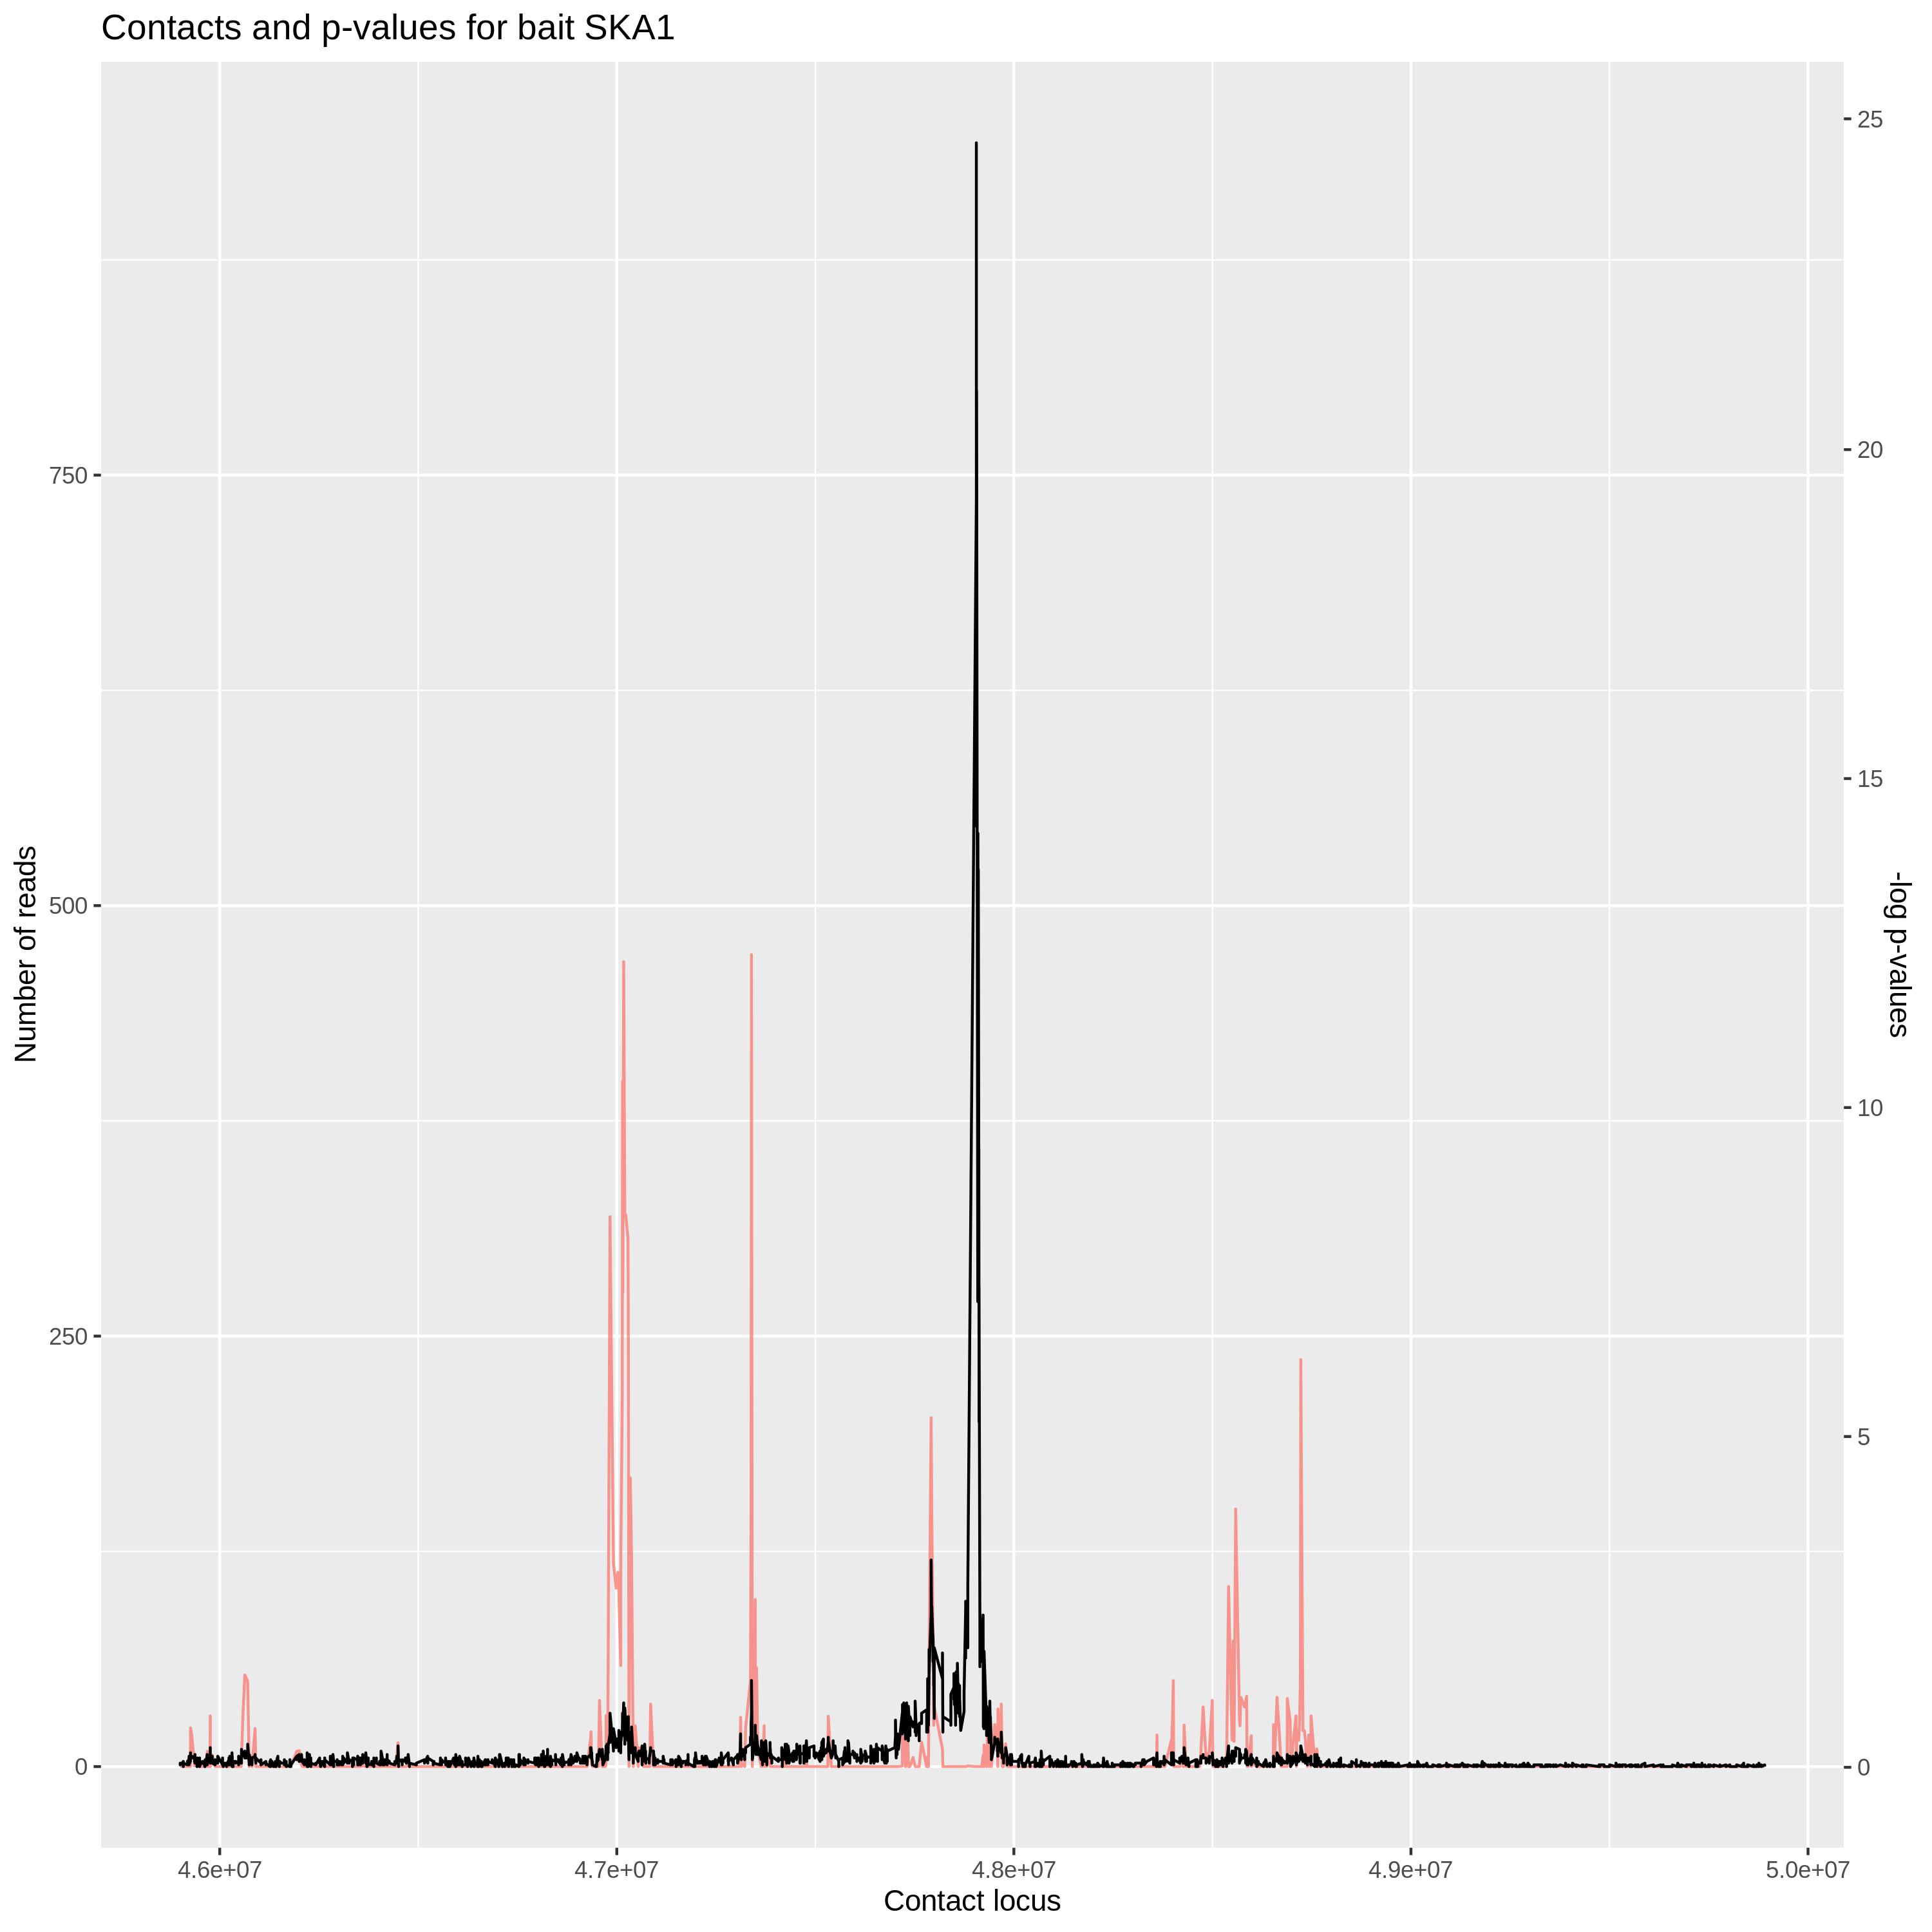 Contacts and p-values for bait SKA1
25
20
750
15
500
Number of reads
-log p-values
10
250
5
0
0
4.6e+07
4.7e+07
4.8e+07
4.9e+07
5.0e+07
Contact locus